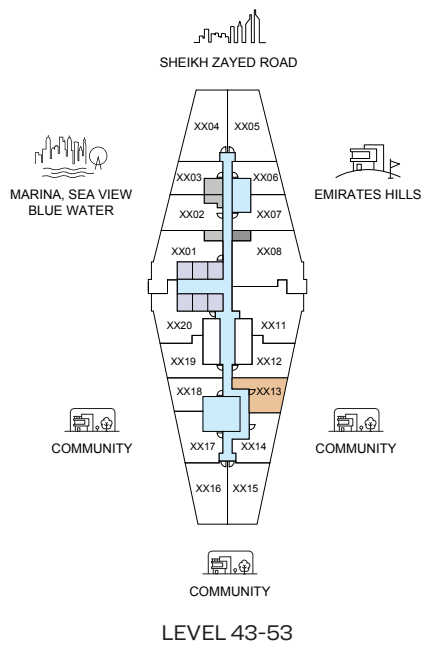 SHEIKH ZAYED ROAD
XX04
XX05
XX03
XX06
MARINA, SEA VIEW
BLUE WATER
EMIRATES HILLS
XX02
XX07
XX01
XX08
XX20
XX11
XX19
XX12
XX18
XX13
COMMUNITY
COMMUNITY
XX17
XX14
XX16
XX15
COMMUNITY
LEVEL 43-53